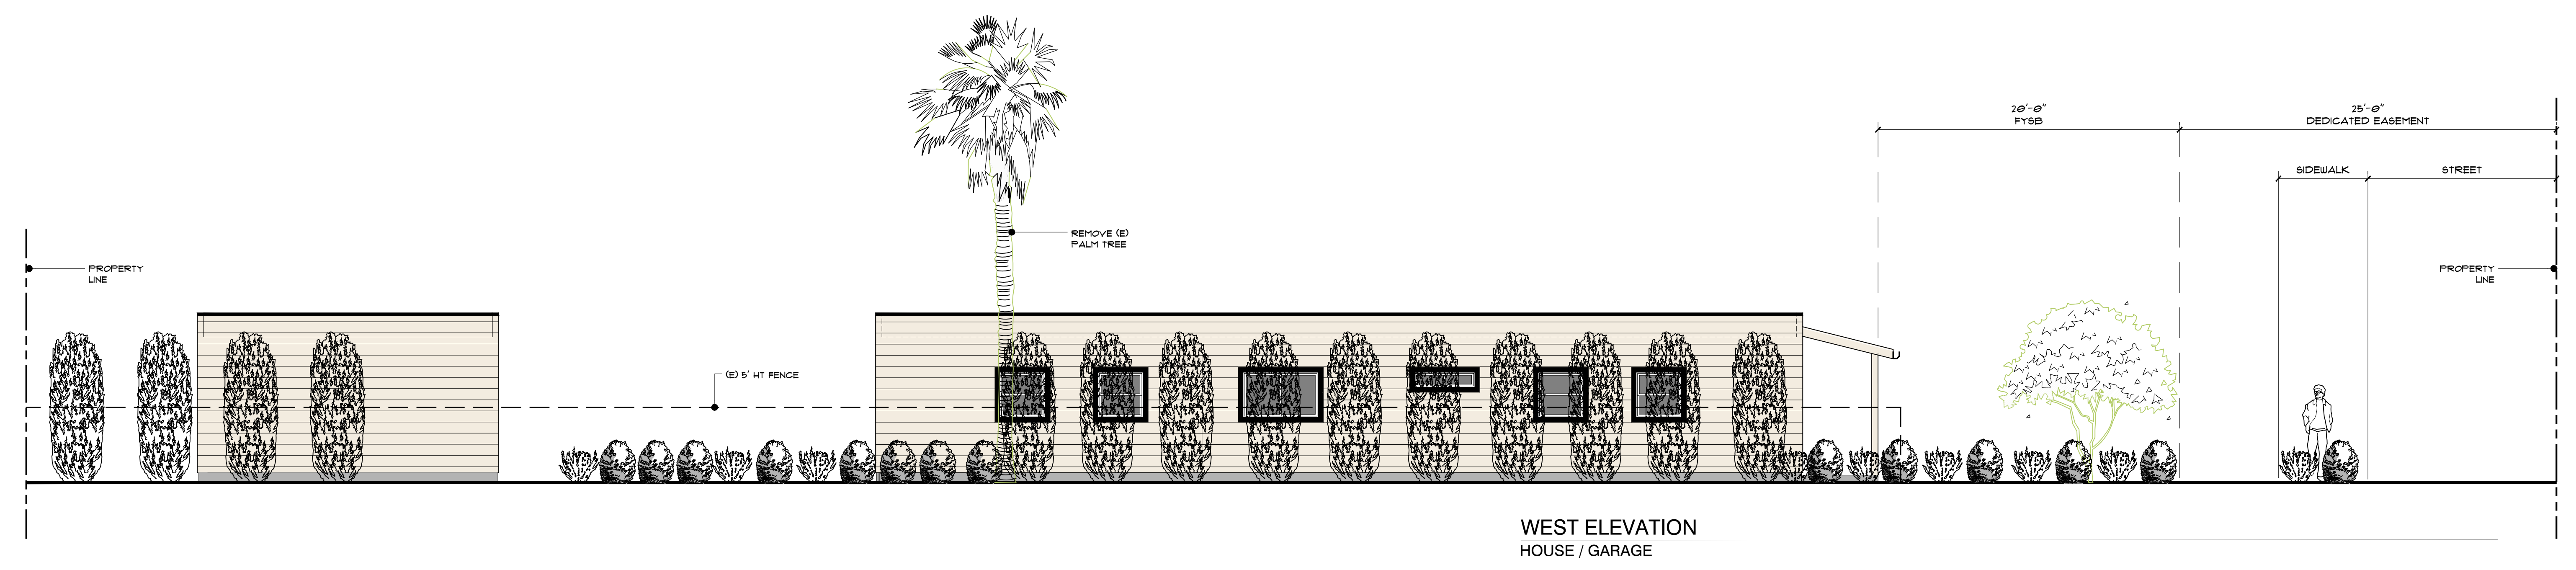 20'-0"
FYSB
25'-0"
DEDICATED EASEMENT
SIDEWALK
STREET
REMOVE (E)
PALM TREE
PROPERTY
LINE
PROPERTY
LINE
(E) 5' HT FENCE
WEST ELEVATION
HOUSE / GARAGE